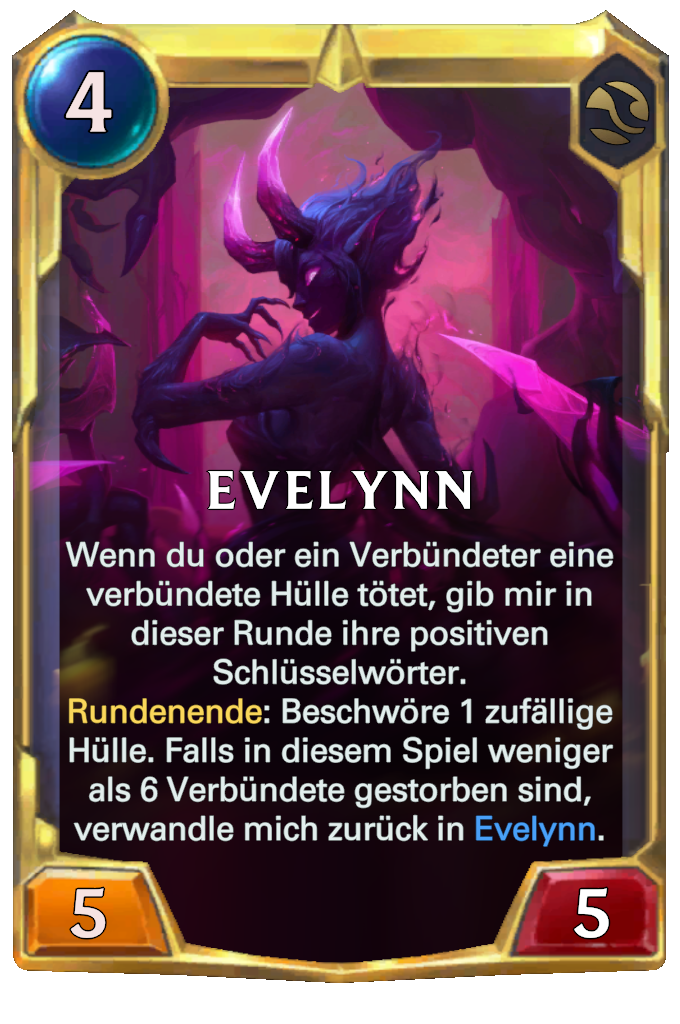 4
EVELYNN
Wenn du oder ein Verbündeter eine
verbündete Hülle tötet, gib mir in
dieser Runde ihre positiven
Schlüsselwörter.
Rundenende: Beschwöre 1 zufällige
Hülle. Falls in diesem Spiel weniger
als 6 Verbündete gestorben sind,
verwandle mich zurück in Evelynn.
5
5